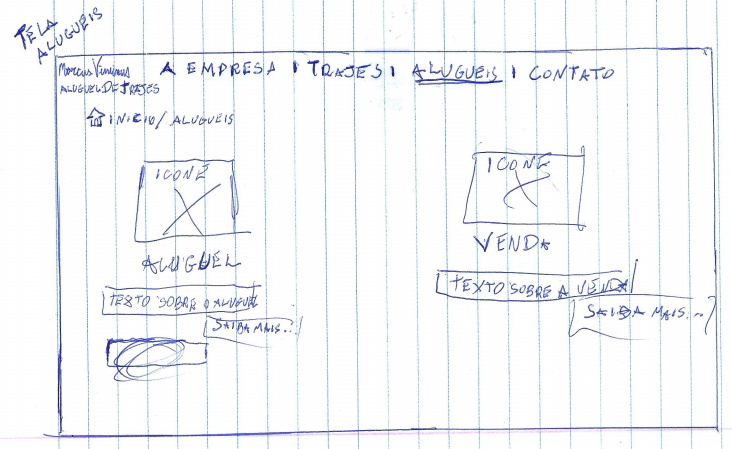 TELA
ALUGUÉIS
Marcus Vinicius A EMPRESA | TRAJES | ALUGUEIS | CONTATO
ALUGUEL DE TRAJES
INICIO / ALUGUEIS
ICONE
ICONE
ALUGUEL
VENDA
TEXTO SOBRE O ALUGUEL
TEXTO SOBRE A VENDA
SAIBA MAIS...
SAIBA MAIS...